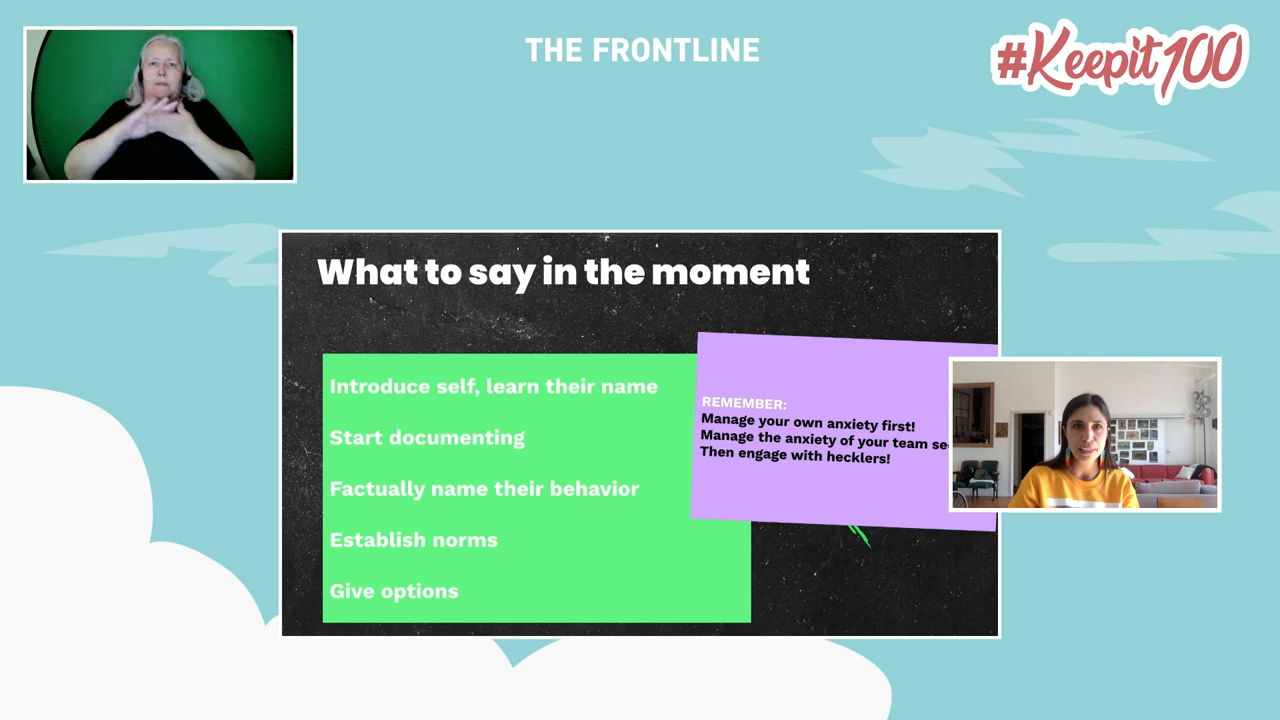 THE FRONTLINE
#Keepit100
What to say in the moment
Introduce self, learn their name
Start documenting
Factually name their behavior
Establish norms
Give options
REMEMBER:
Manage your own anxiety first!
Manage the anxiety of your team
Then engage with hecklers!